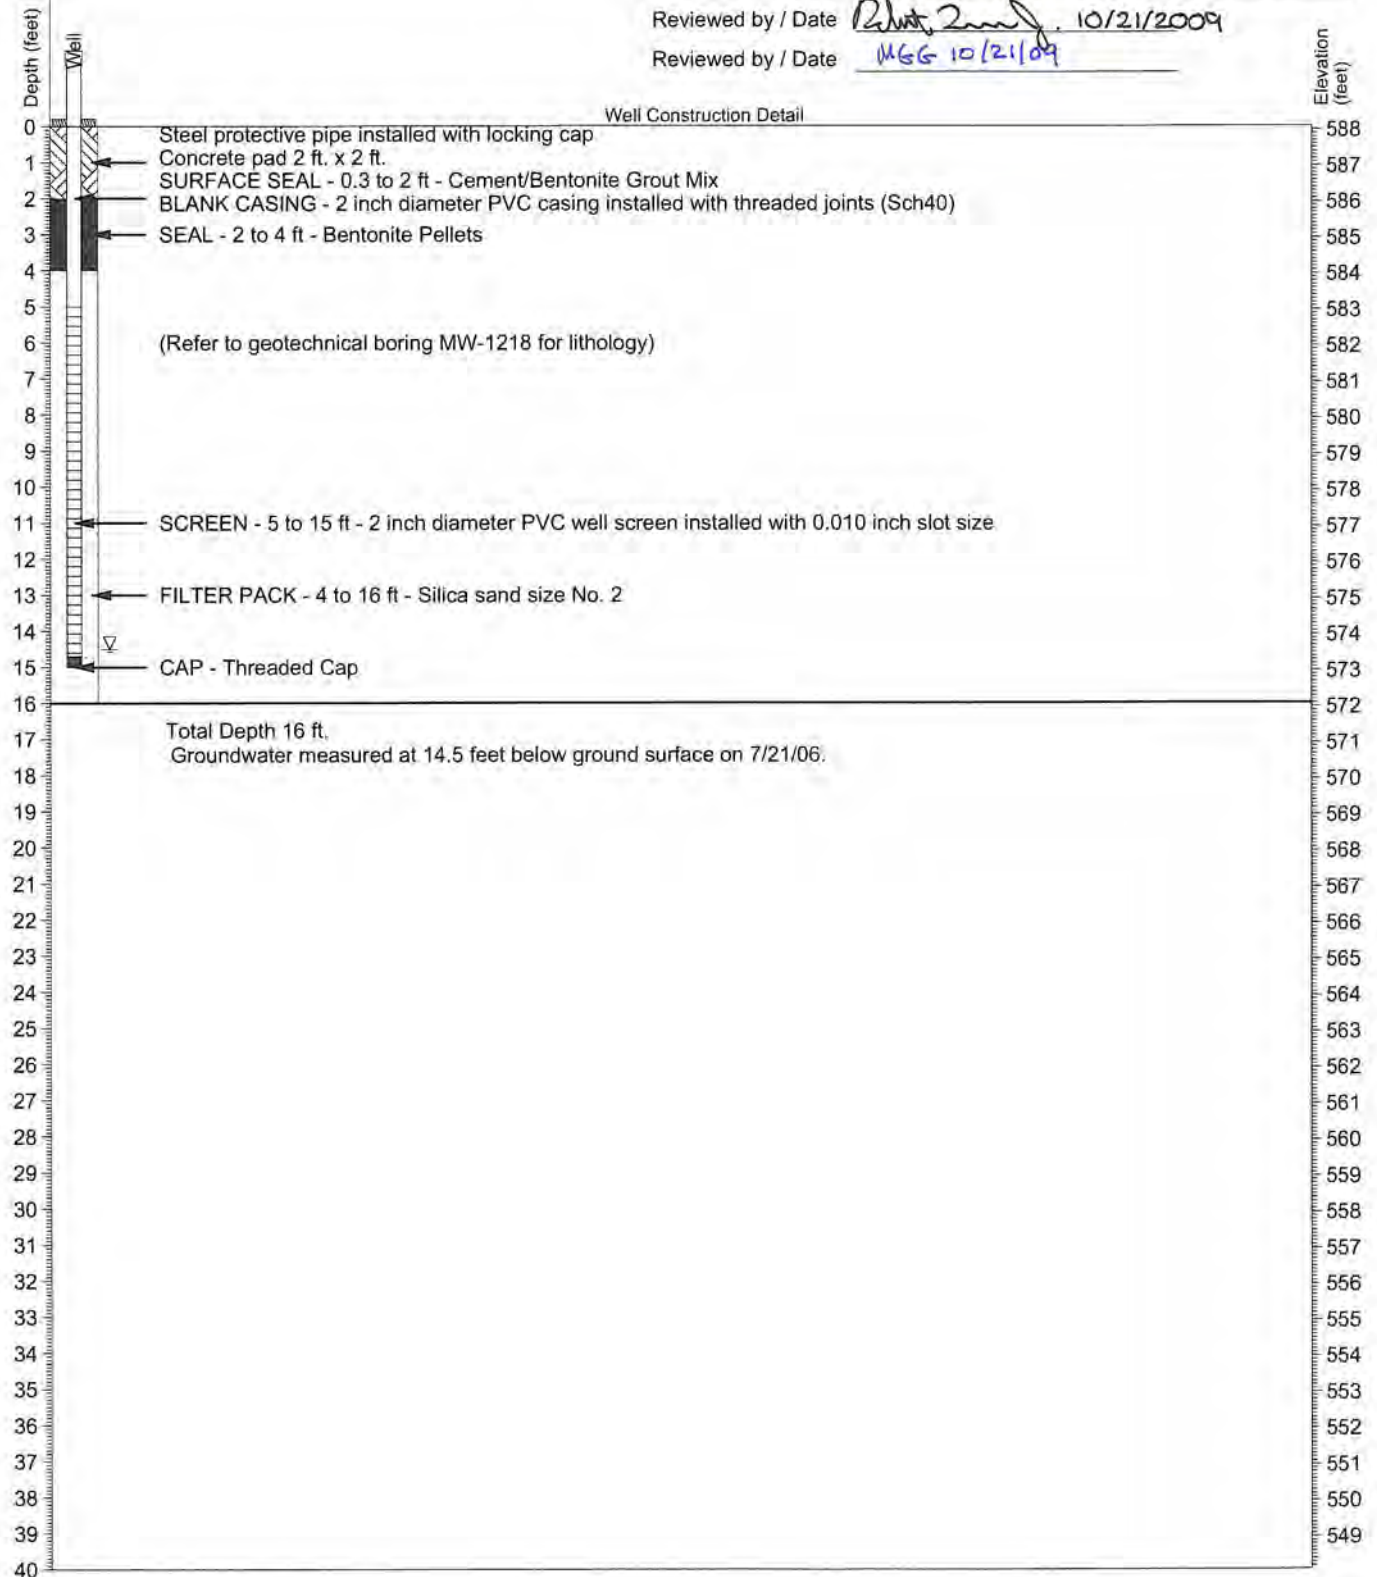 Reviewed by / Date 10/21/2009
Reviewed by / Date MGG 10/21/09
Depth (feet)
Well
Elevation
(feet)
Well Construction Detail
0 588
Steel protective pipe installed with locking cap
Concrete pad 2 ft. x 2 ft.
1 587
SURFACE SEAL - 0.3 to 2 ft - Cement/Bentonite Grout Mix
2 BLANK CASING - 2 inch diameter PVC casing installed with threaded joints (Sch40) 586
3 SEAL - 2 to 4 ft - Bentonite Pellets 585
4 584
5 583
6 (Refer to geotechnical boring MW-1218 for lithology) 582
7 581
8 580
9 579
10 578
11 SCREEN - 5 to 15 ft - 2 inch diameter PVC well screen installed with 0.010 inch slot size 577
12 576
13 FILTER PACK - 4 to 16 ft - Silica sand size No. 2 575
14 574
15 CAP - Threaded Cap 573
16 572
Total Depth 16 ft.
17 571
Groundwater measured at 14.5 feet below ground surface on 7/21/06.
18 570
19 569
20 568
21 567
22 566
23 565
24 564
25 563
26 562
27 561
28 560
29 559
30 558
31 557
32 556
33 555
34 554
35 553
36 552
37 551
38 550
39 549
40